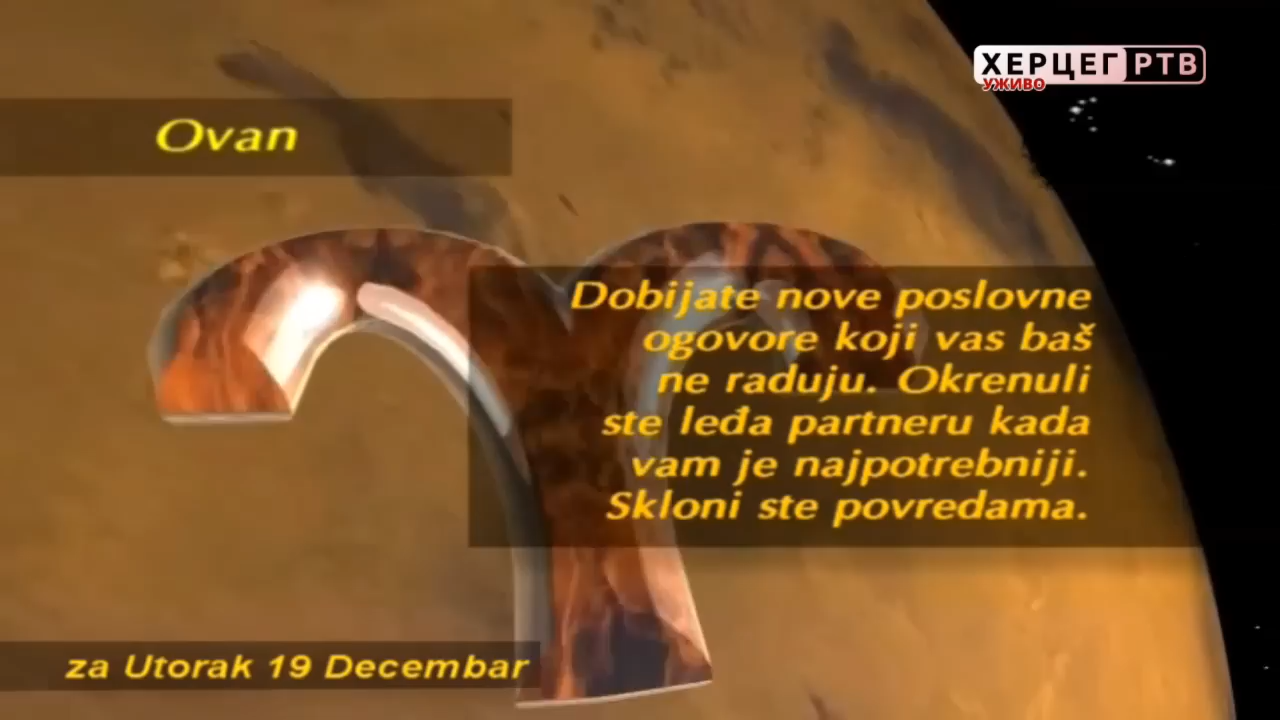 ХЕРЦЕГ РТВ
УЖИВО
Ovan
Dobijate nove poslovne
ogovore koji vas baš
ne raduju. Okrenuli
ste leđa partneru kada
vam je najpotrebniji.
Skloni ste povredama.
za Utorak 19 Decembar